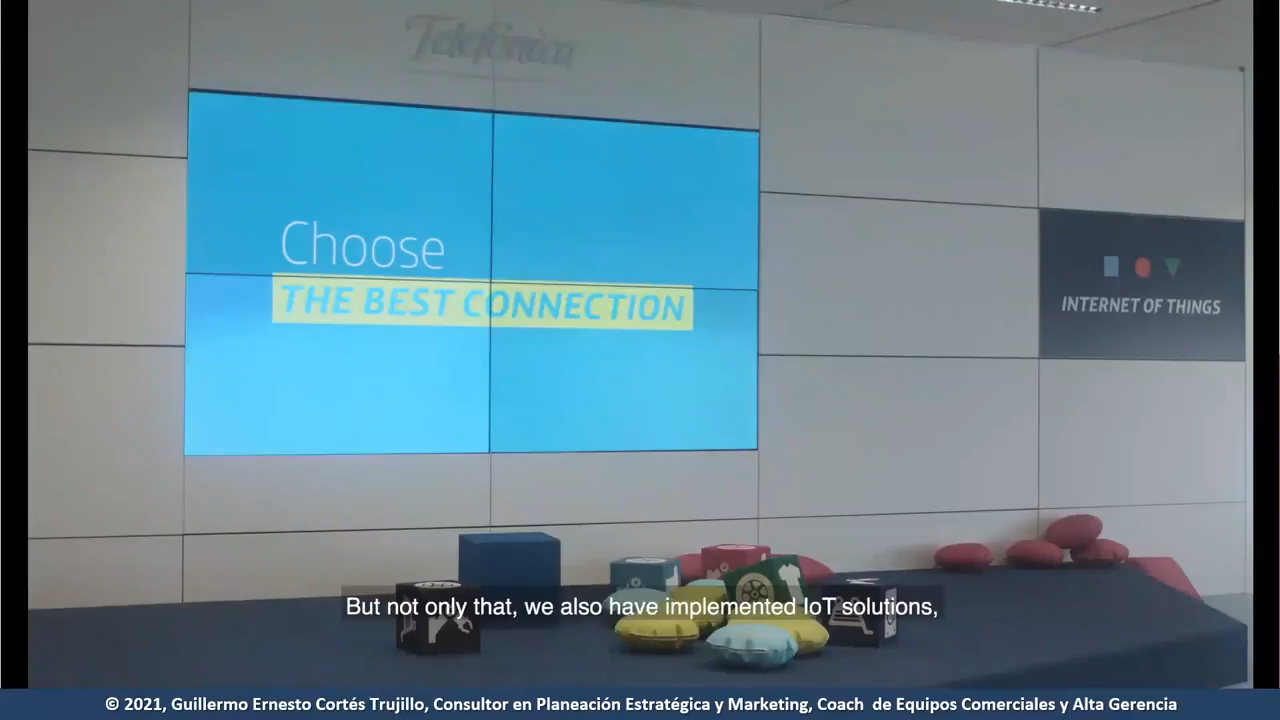 Telefónica
Choose
THE BEST CONNECTION
INTERNET OF THINGS
But not only that, we also have implemented IoT solutions,
© 2021, Guillermo Ernesto Cortés Trujillo, Consultor en Planeación Estratégica y Marketing, Coach de Equipos Comerciales y Alta Gerencia